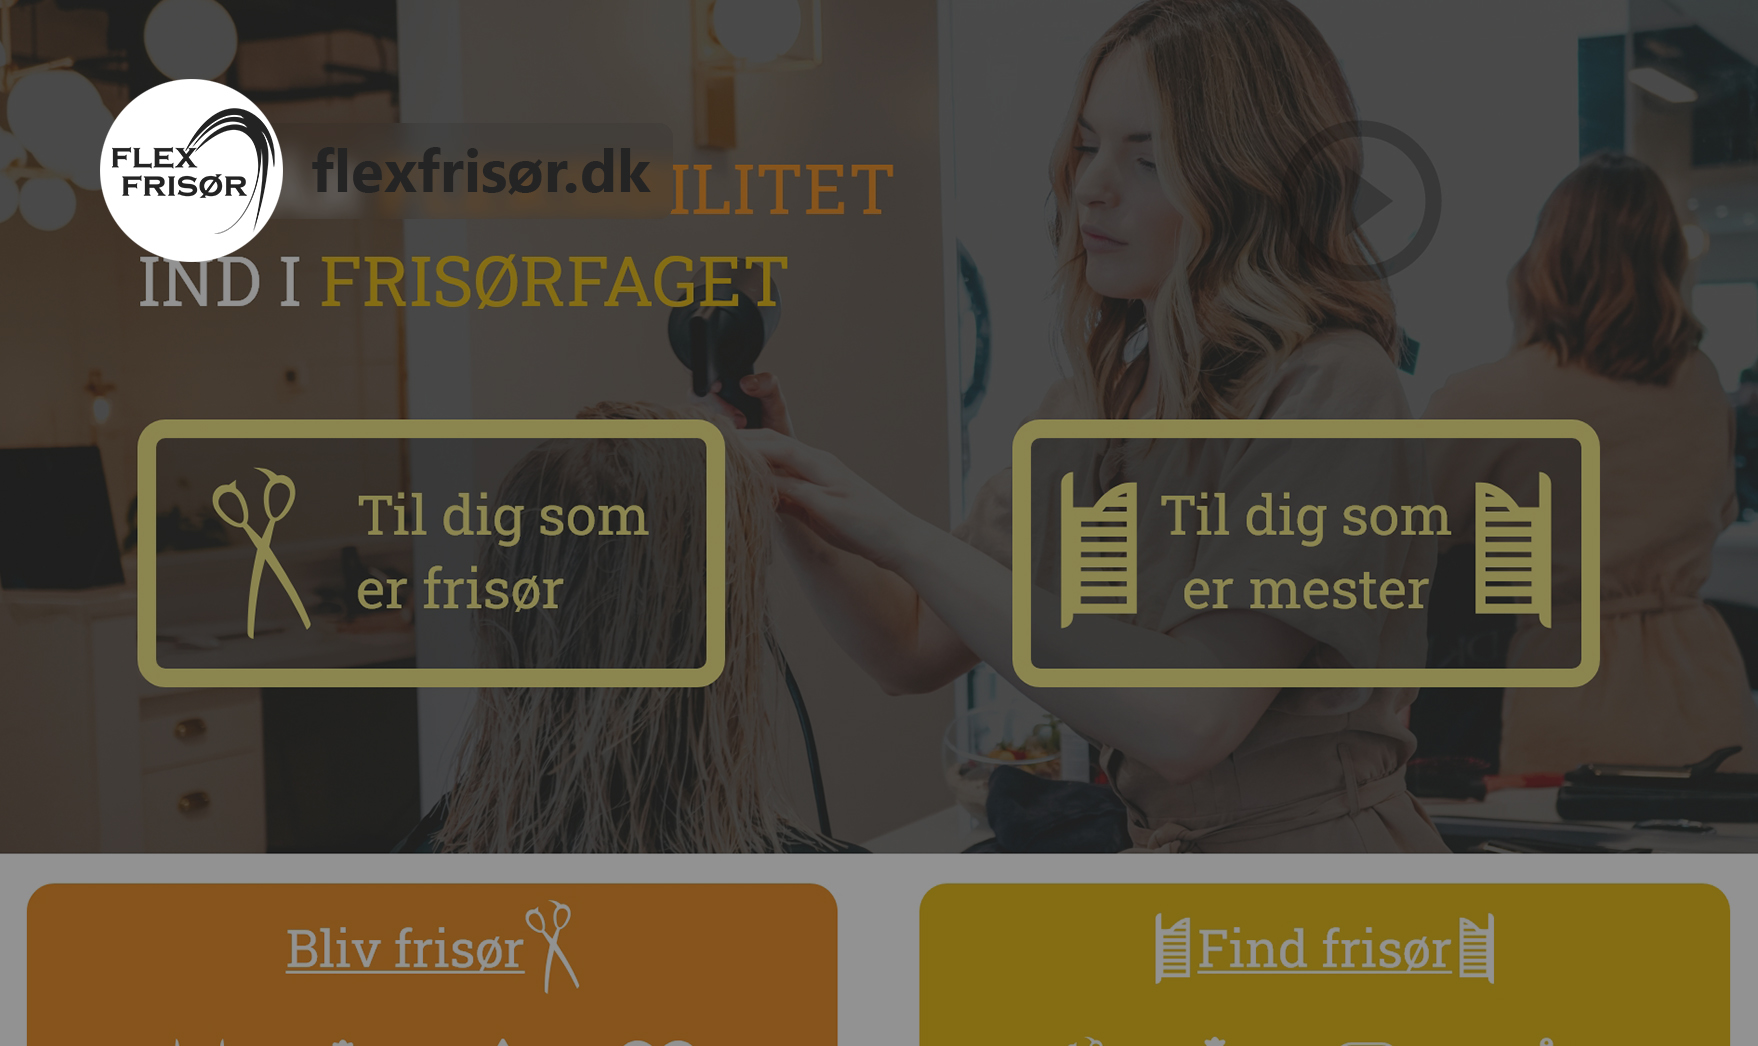 FLEX
FRISØR
flexfrisør.dk
ILITET
IND I FRISØRFAGET
Til dig som
er frisør
Til dig som
er mester
Bliv frisør
Find frisør